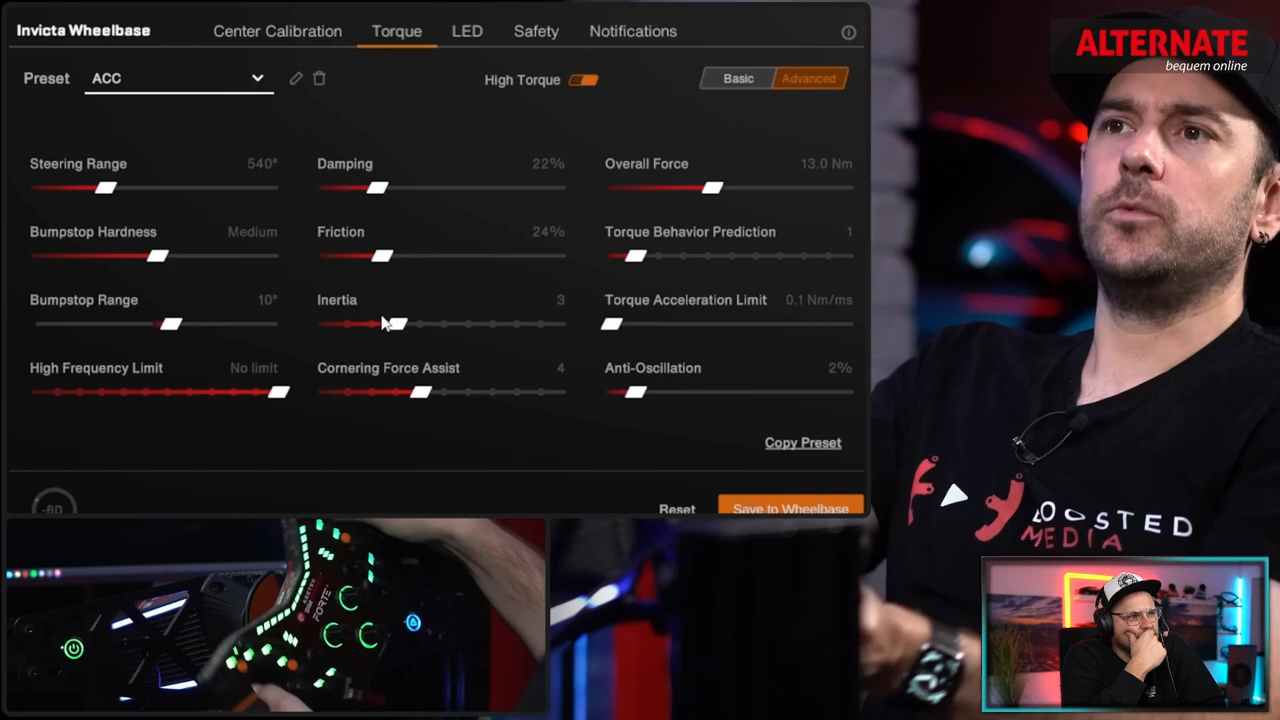 Invicta Wheelbase
Center Calibration
Torque
LED
Safety
Notifications
Preset
ACC
High Torque
Basic
Advanced
Steering Range
540°
Damping
22%
Overall Force
13.0 Nm
Bumpstop Hardness
Medium
Friction
24%
Torque Behavior Prediction
1
Bumpstop Range
10°
Inertia
3
Torque Acceleration Limit
0.1 Nm/ms
High Frequency Limit
No limit
Cornering Force Assist
4
Anti-Oscillation
2%
Copy Preset
Reset
Save to Wheelbase
ALTERNATE
bequem online
BOOSTED
MEDIA
FORTE